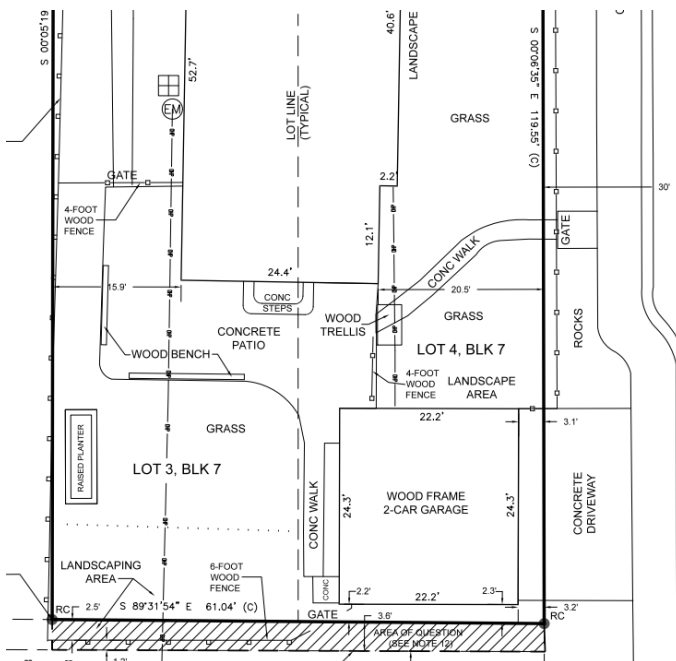 S 00°05'19
52.7'
LOT LINE
(TYPICAL)
40.6'
LANDSCAPE
GRASS
S 00°06'35" E 119.55' (C)
EM
GATE
4-FOOT
WOOD
FENCE
2.2'
30'
12.1'
CONC WALK
GATE
24.4'
15.9'
CONC
STEPS
20.5'
CONCRETE
PATIO
WOOD
TRELLIS
GRASS
ROCKS
WOOD BENCH
LOT 4, BLK 7
4-FOOT
WOOD
FENCE
LANDSCAPE
AREA
22.2'
3.1'
GRASS
RAISED PLANTER
LOT 3, BLK 7
CONC WALK
24.3'
WOOD FRAME
2-CAR GARAGE
24.3'
CONCRETE
DRIVEWAY
LANDSCAPING
AREA
6-FOOT
WOOD
FENCE
CONC
2.2'
22.2'
2.3'
RC
2.5'
S 89°31'54" E 61.04' (C)
GATE
3.6'
3.2'
RC
AREA OF QUESTION
(SEE NOTE 12)